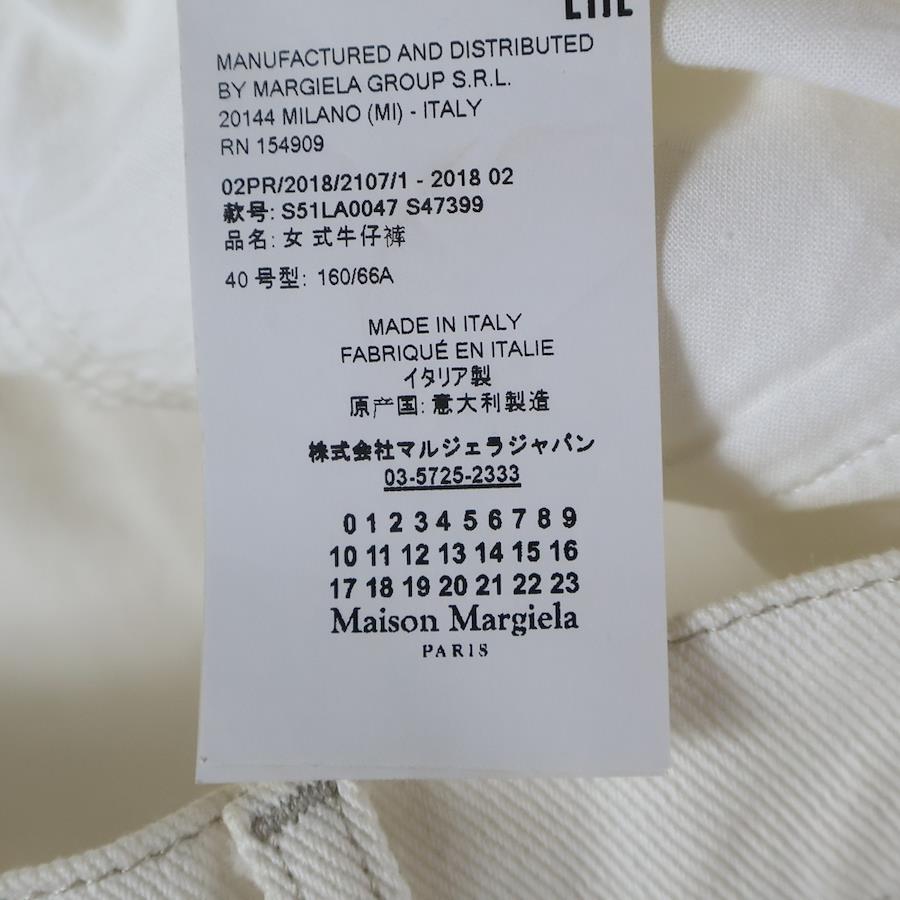 MANUFACTURED AND DISTRIBUTED
BY MARGIELA GROUP S.R.L.
20144 MILANO (MI) - ITALY
RN 154909
02PR/2018/2107/1 - 2018 02
款号: S51LA0047 S47399
品名: 女 式牛仔裤
40 号型: 160/66A
MADE IN ITALY
FABRIQUÉ EN ITALIE
イタリア製
原产国: 意大利製造
株式会社マルジェラジャパン
03-5725-2333
0 1 2 3 4 5 6 7 8 9
10 11 12 13 14 15 16
17 18 19 20 21 22 23
Maison Margiela
PARIS